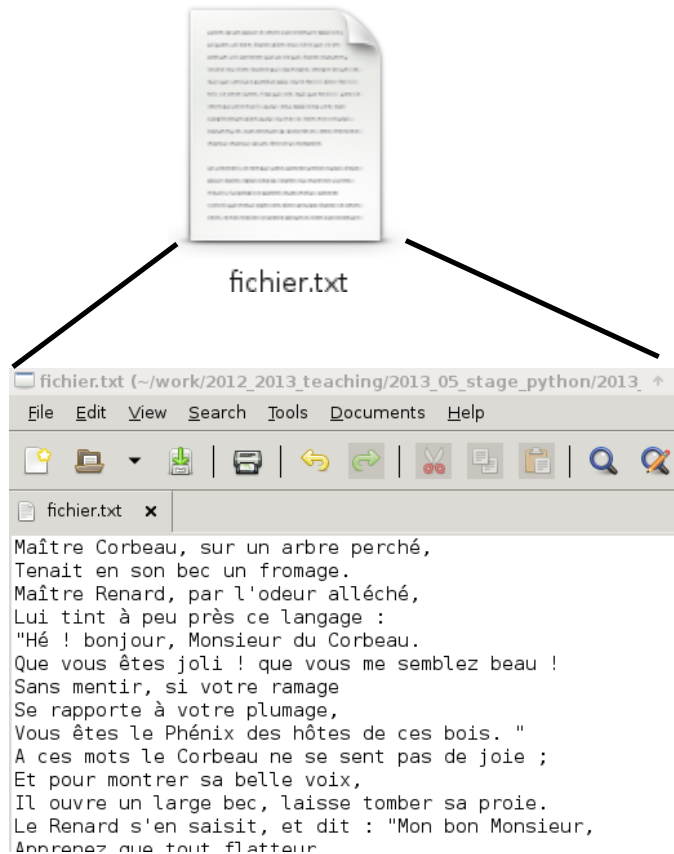 fichier.txt
fichier.txt (~/work/2012_2013_teaching/2013_05_stage_python/2013_
File Edit View Search Tools Documents Help
fichier.txt
Maître Corbeau, sur un arbre perché,
Tenait en son bec un fromage.
Maître Renard, par l'odeur alléché,
Lui tint à peu près ce langage :
"Hé ! bonjour, Monsieur du Corbeau.
Que vous êtes joli ! que vous me semblez beau !
Sans mentir, si votre ramage
Se rapporte à votre plumage,
Vous êtes le Phénix des hôtes de ces bois. "
A ces mots le Corbeau ne se sent pas de joie ;
Et pour montrer sa belle voix,
Il ouvre un large bec, laisse tomber sa proie.
Le Renard s'en saisit, et dit : "Mon bon Monsieur,
Apprenez que tout flatteur